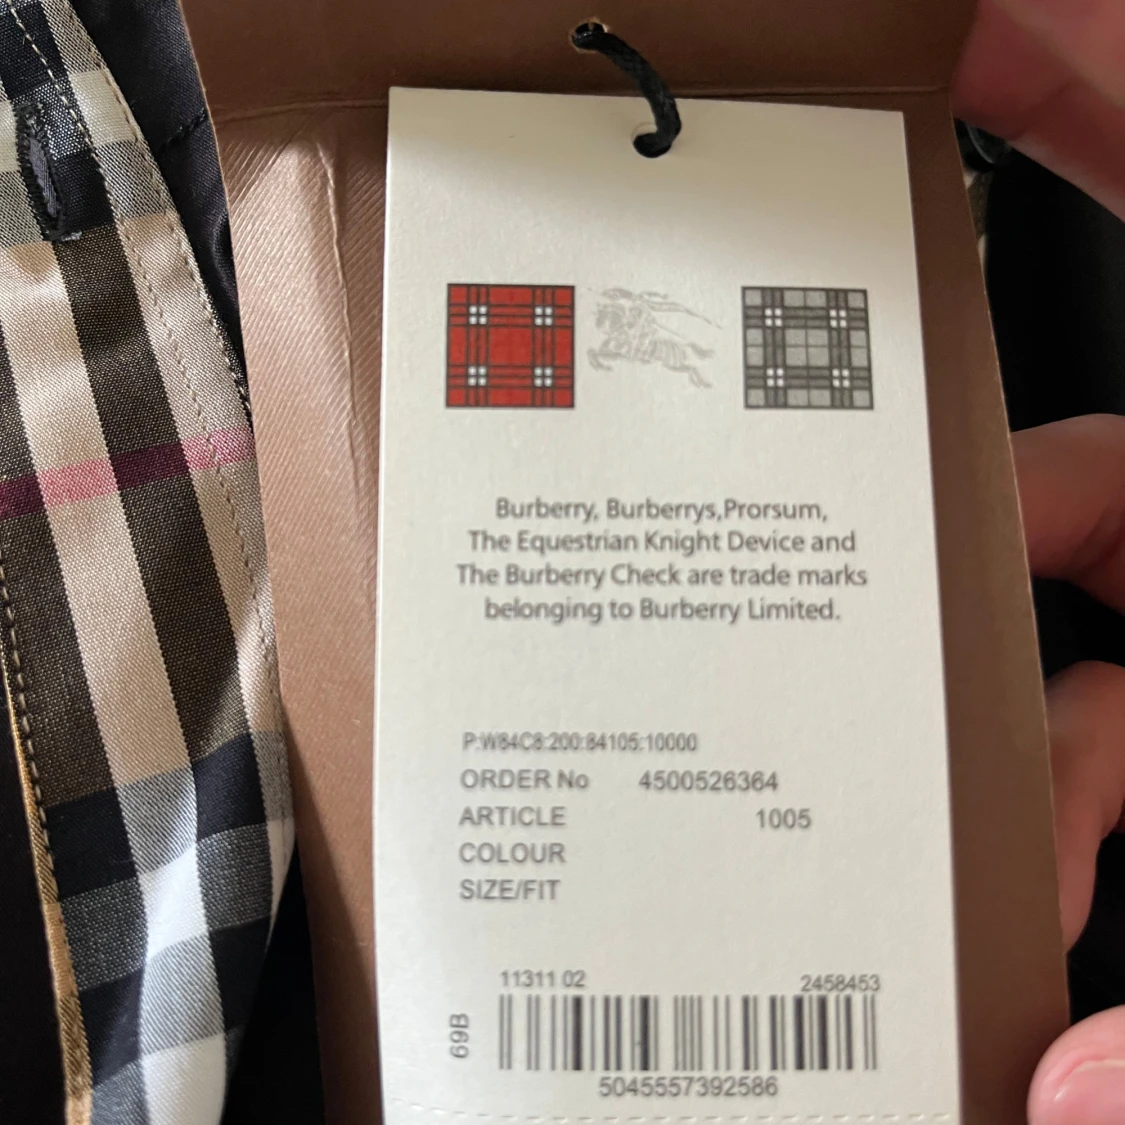 Burberry, Burberrys,Prorsum,
The Equestrian Knight Device and
The Burberry Check are trade marks
belonging to Burberry Limited.
P:W84C8:200:84105:10000
ORDER No 4500526364
ARTICLE 1005
COLOUR
SIZE/FIT
11311 02 2458453
69B
5045557392586